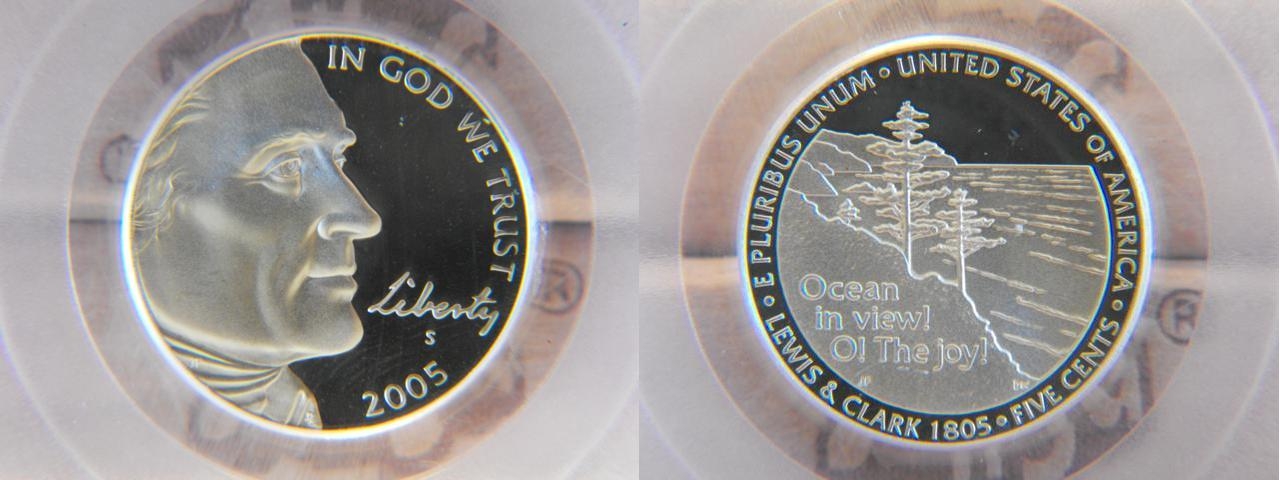 IN GOD WE TRUST
Liberty
S
2005
E PLURIBUS UNUM • UNITED STATES OF AMERICA •
LEWIS & CLARK 1805 • FIVE CENTS •
Ocean
in view!
O! The joy!
JF
®
®